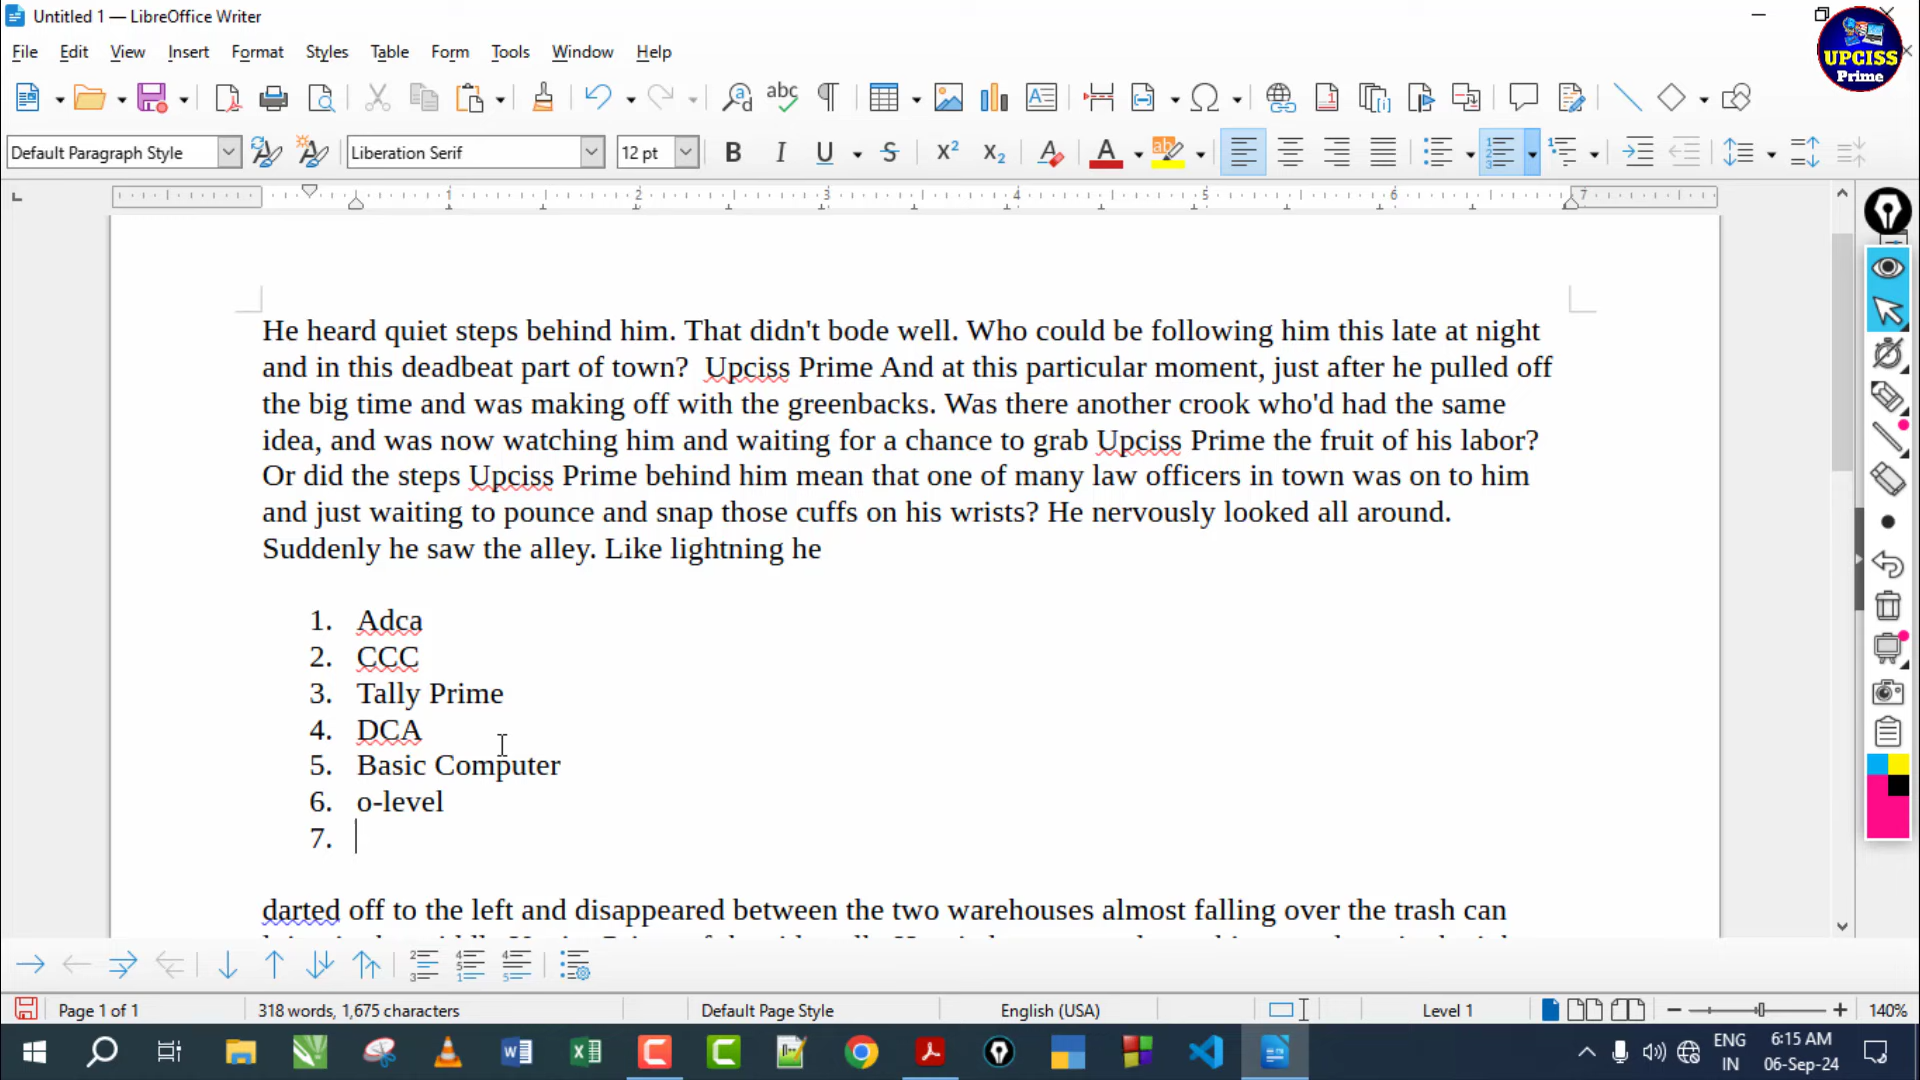 Untitled 1 — LibreOffice Writer
UPCISS
Prime
File Edit View Insert Format Styles Table Form Tools Window Help
Default Paragraph Style Liberation Serif 12 pt
1 2 3 4 5 6 7
He heard quiet steps behind him. That didn't bode well. Who could be following him this late at night
and in this deadbeat part of town?  Upciss Prime And at this particular moment, just after he pulled off
the big time and was making off with the greenbacks. Was there another crook who'd had the same
idea, and was now watching him and waiting for a chance to grab Upciss Prime the fruit of his labor?
Or did the steps Upciss Prime behind him mean that one of many law officers in town was on to him
and just waiting to pounce and snap those cuffs on his wrists? He nervously looked all around.
Suddenly he saw the alley. Like lightning he
1. Adca
2. CCC
3. Tally Prime
4. DCA
5. Basic Computer
6. o-level
7.
darted off to the left and disappeared between the two warehouses almost falling over the trash can
Page 1 of 1 318 words, 1,675 characters Default Page Style English (USA) Level 1 140%
ENG 6:15 AM
IN 06-Sep-24